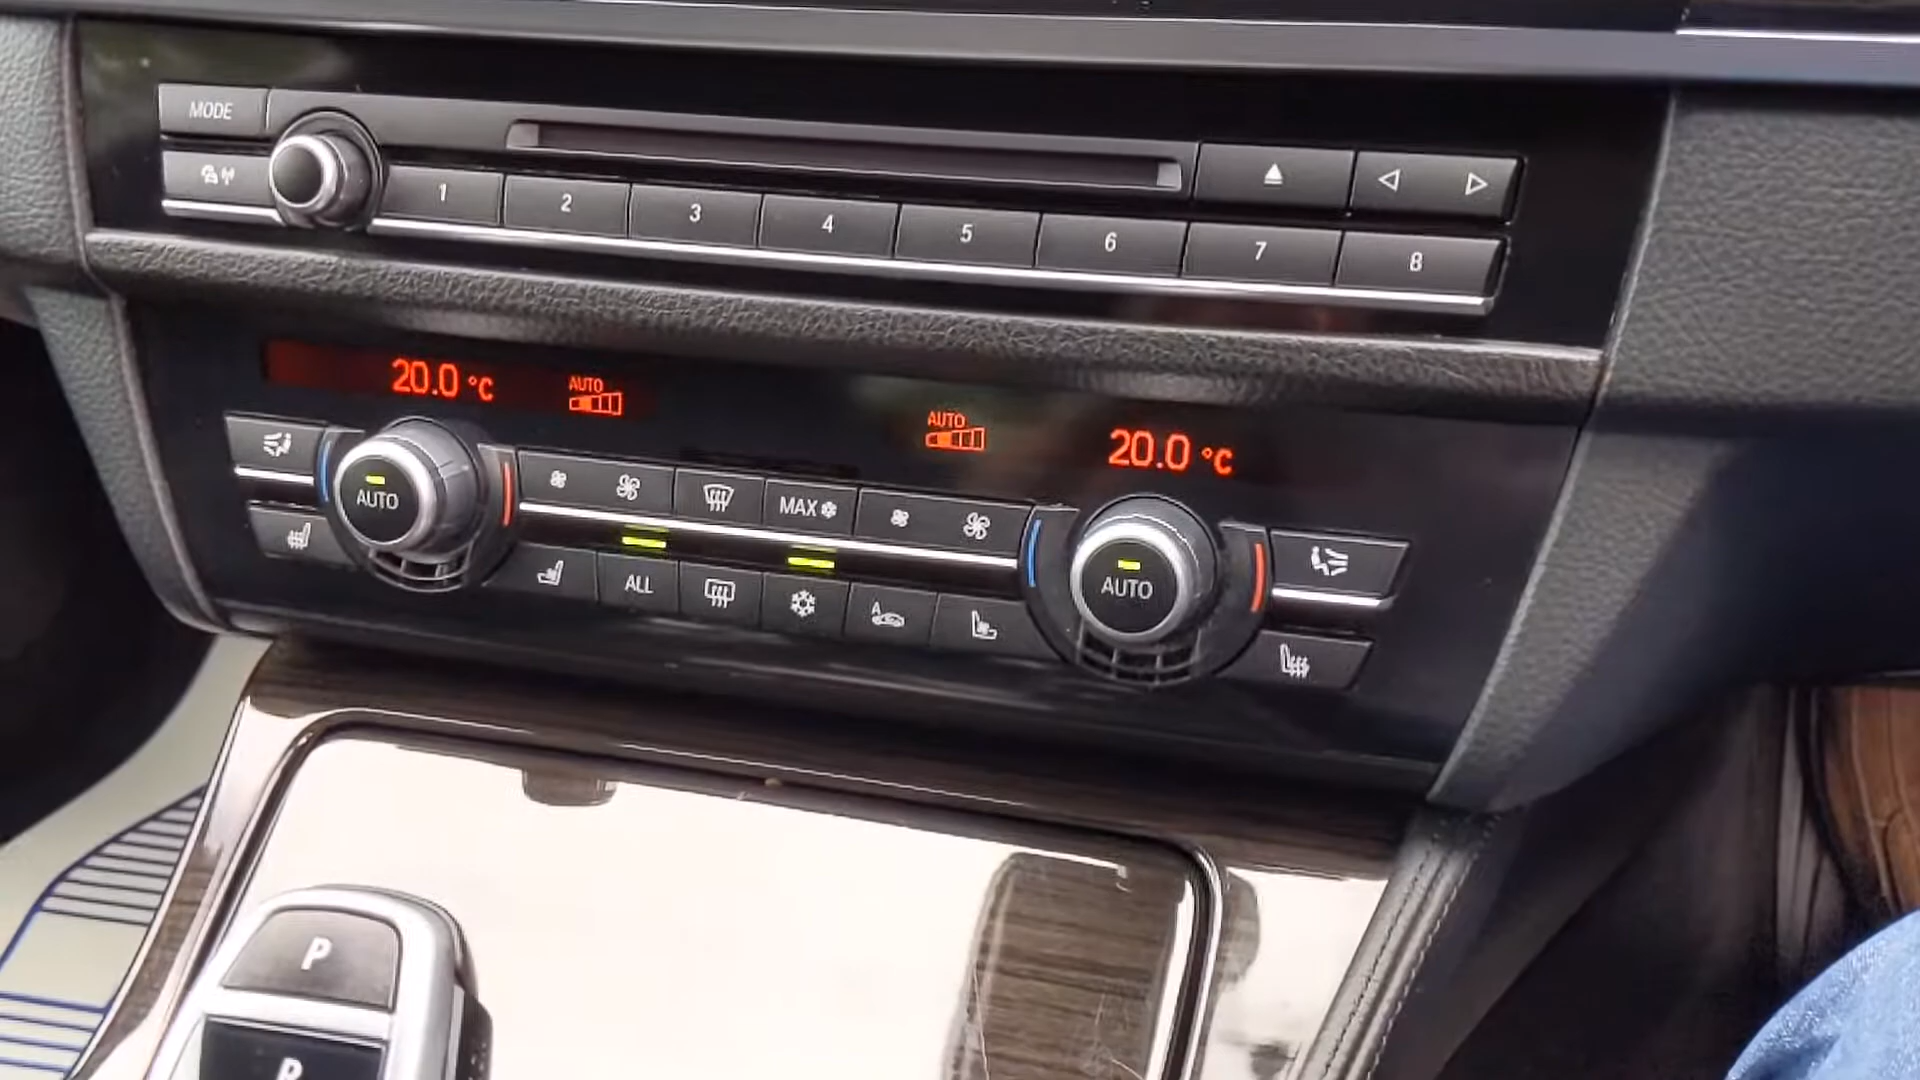 MODE
1 2 3 4 5 6 7 8
20.0 °C AUTO AUTO 20.0 °C
AUTO MAX AUTO
ALL A
P
P